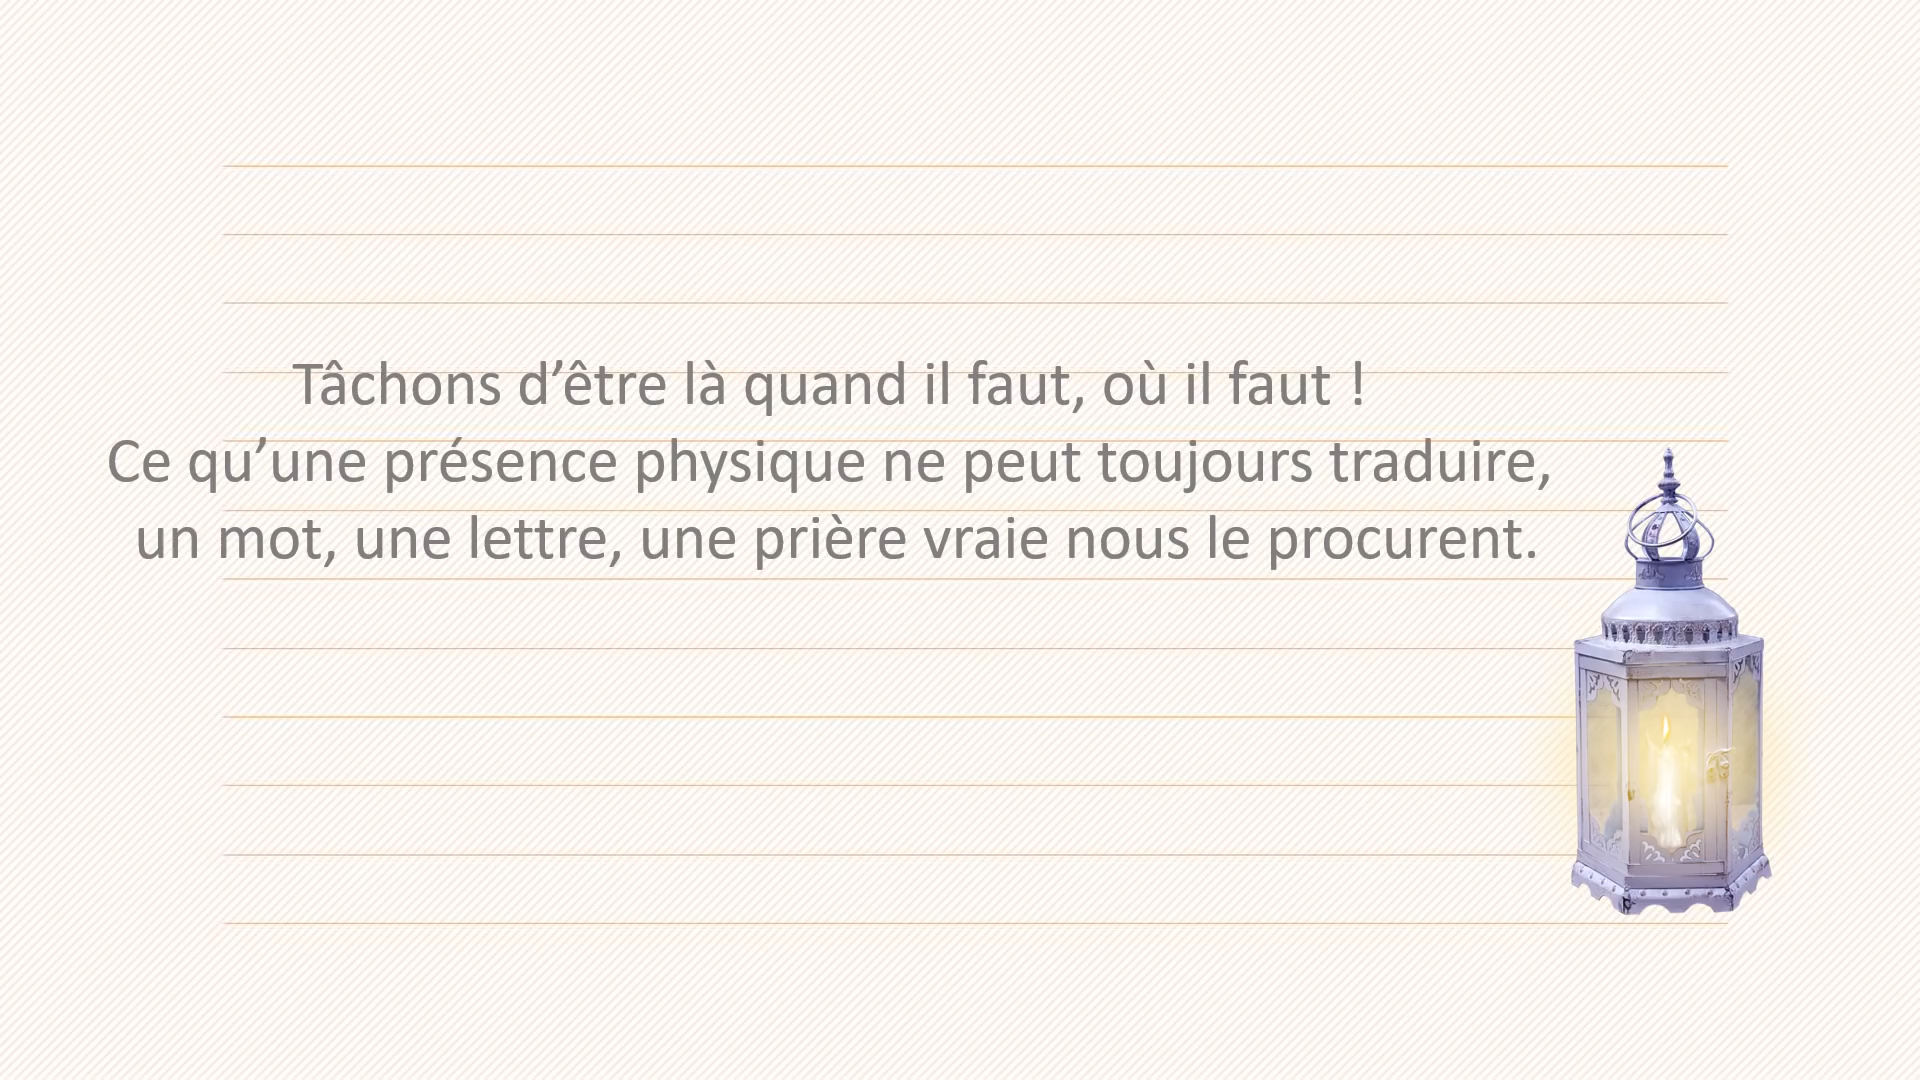 Tâchons d’être là quand il faut, où il faut !
Ce qu’une présence physique ne peut toujours traduire,
un mot, une lettre, une prière vraie nous le procurent.